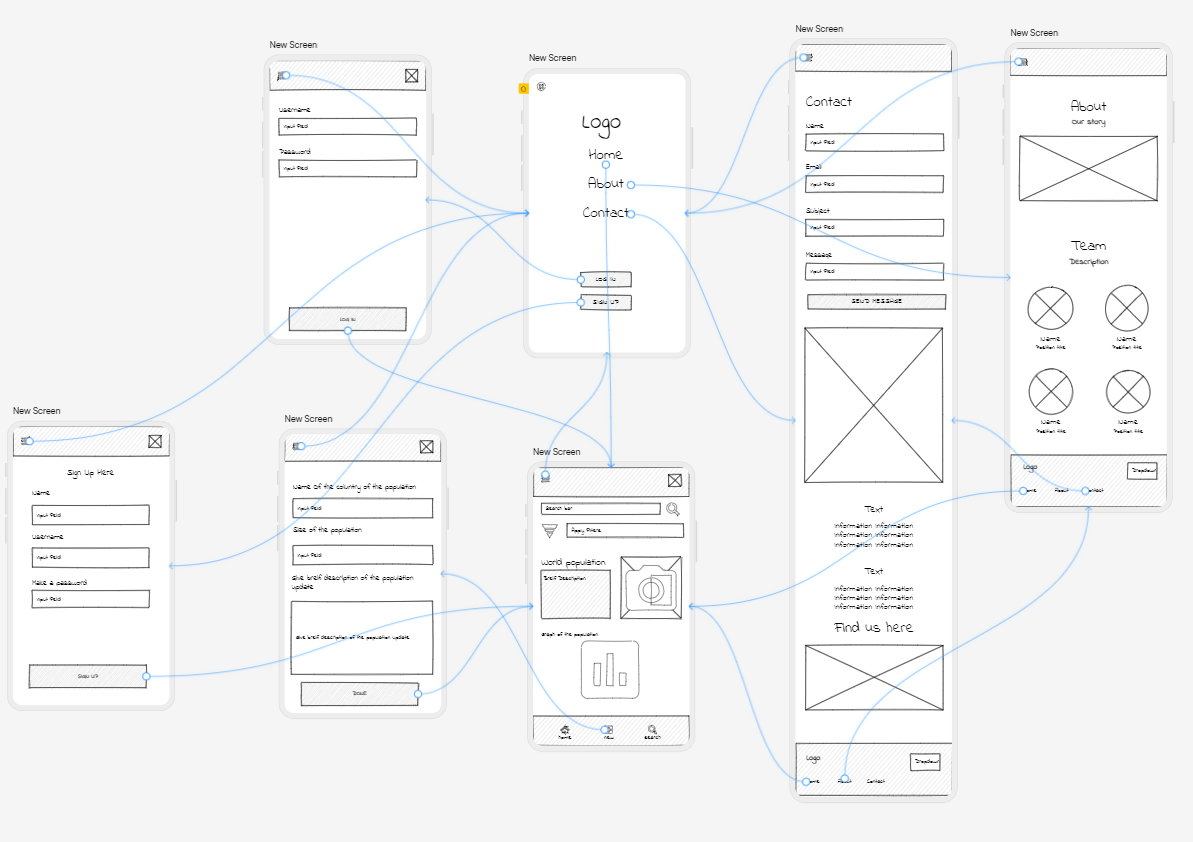 New Screen
Username
Input field
Password
Input field
LOG IN
New Screen
Logo
Home
About
Contact
LOG IN
SIGN UP
New Screen
Contact
Name
Input field
Email
Input field
Subject
Input field
Message
Input field
SEND MESSAGE
Text
Information Information
Information Information
Information Information
Text
Information Information
Information Information
Information Information
Find us here
Logo
Dropdown
Home
About
Contact
New Screen
About
Our story
Team
Description
Name
Position title
Name
Position title
Name
Position title
Name
Position title
Logo
Dropdown
Home
About
Contact
New Screen
Sign Up Here
Name
Input field
Username
Input field
Make a password
Input field
SIGN UP
New Screen
Name Of the country of the population
Input field
Size of the population
Input field
Give breif description of the population
update
Give breif description of the population update
DONE
New Screen
Search bar
Apply filters
World population
Breif Description
Graph of the population
Home
New
Search